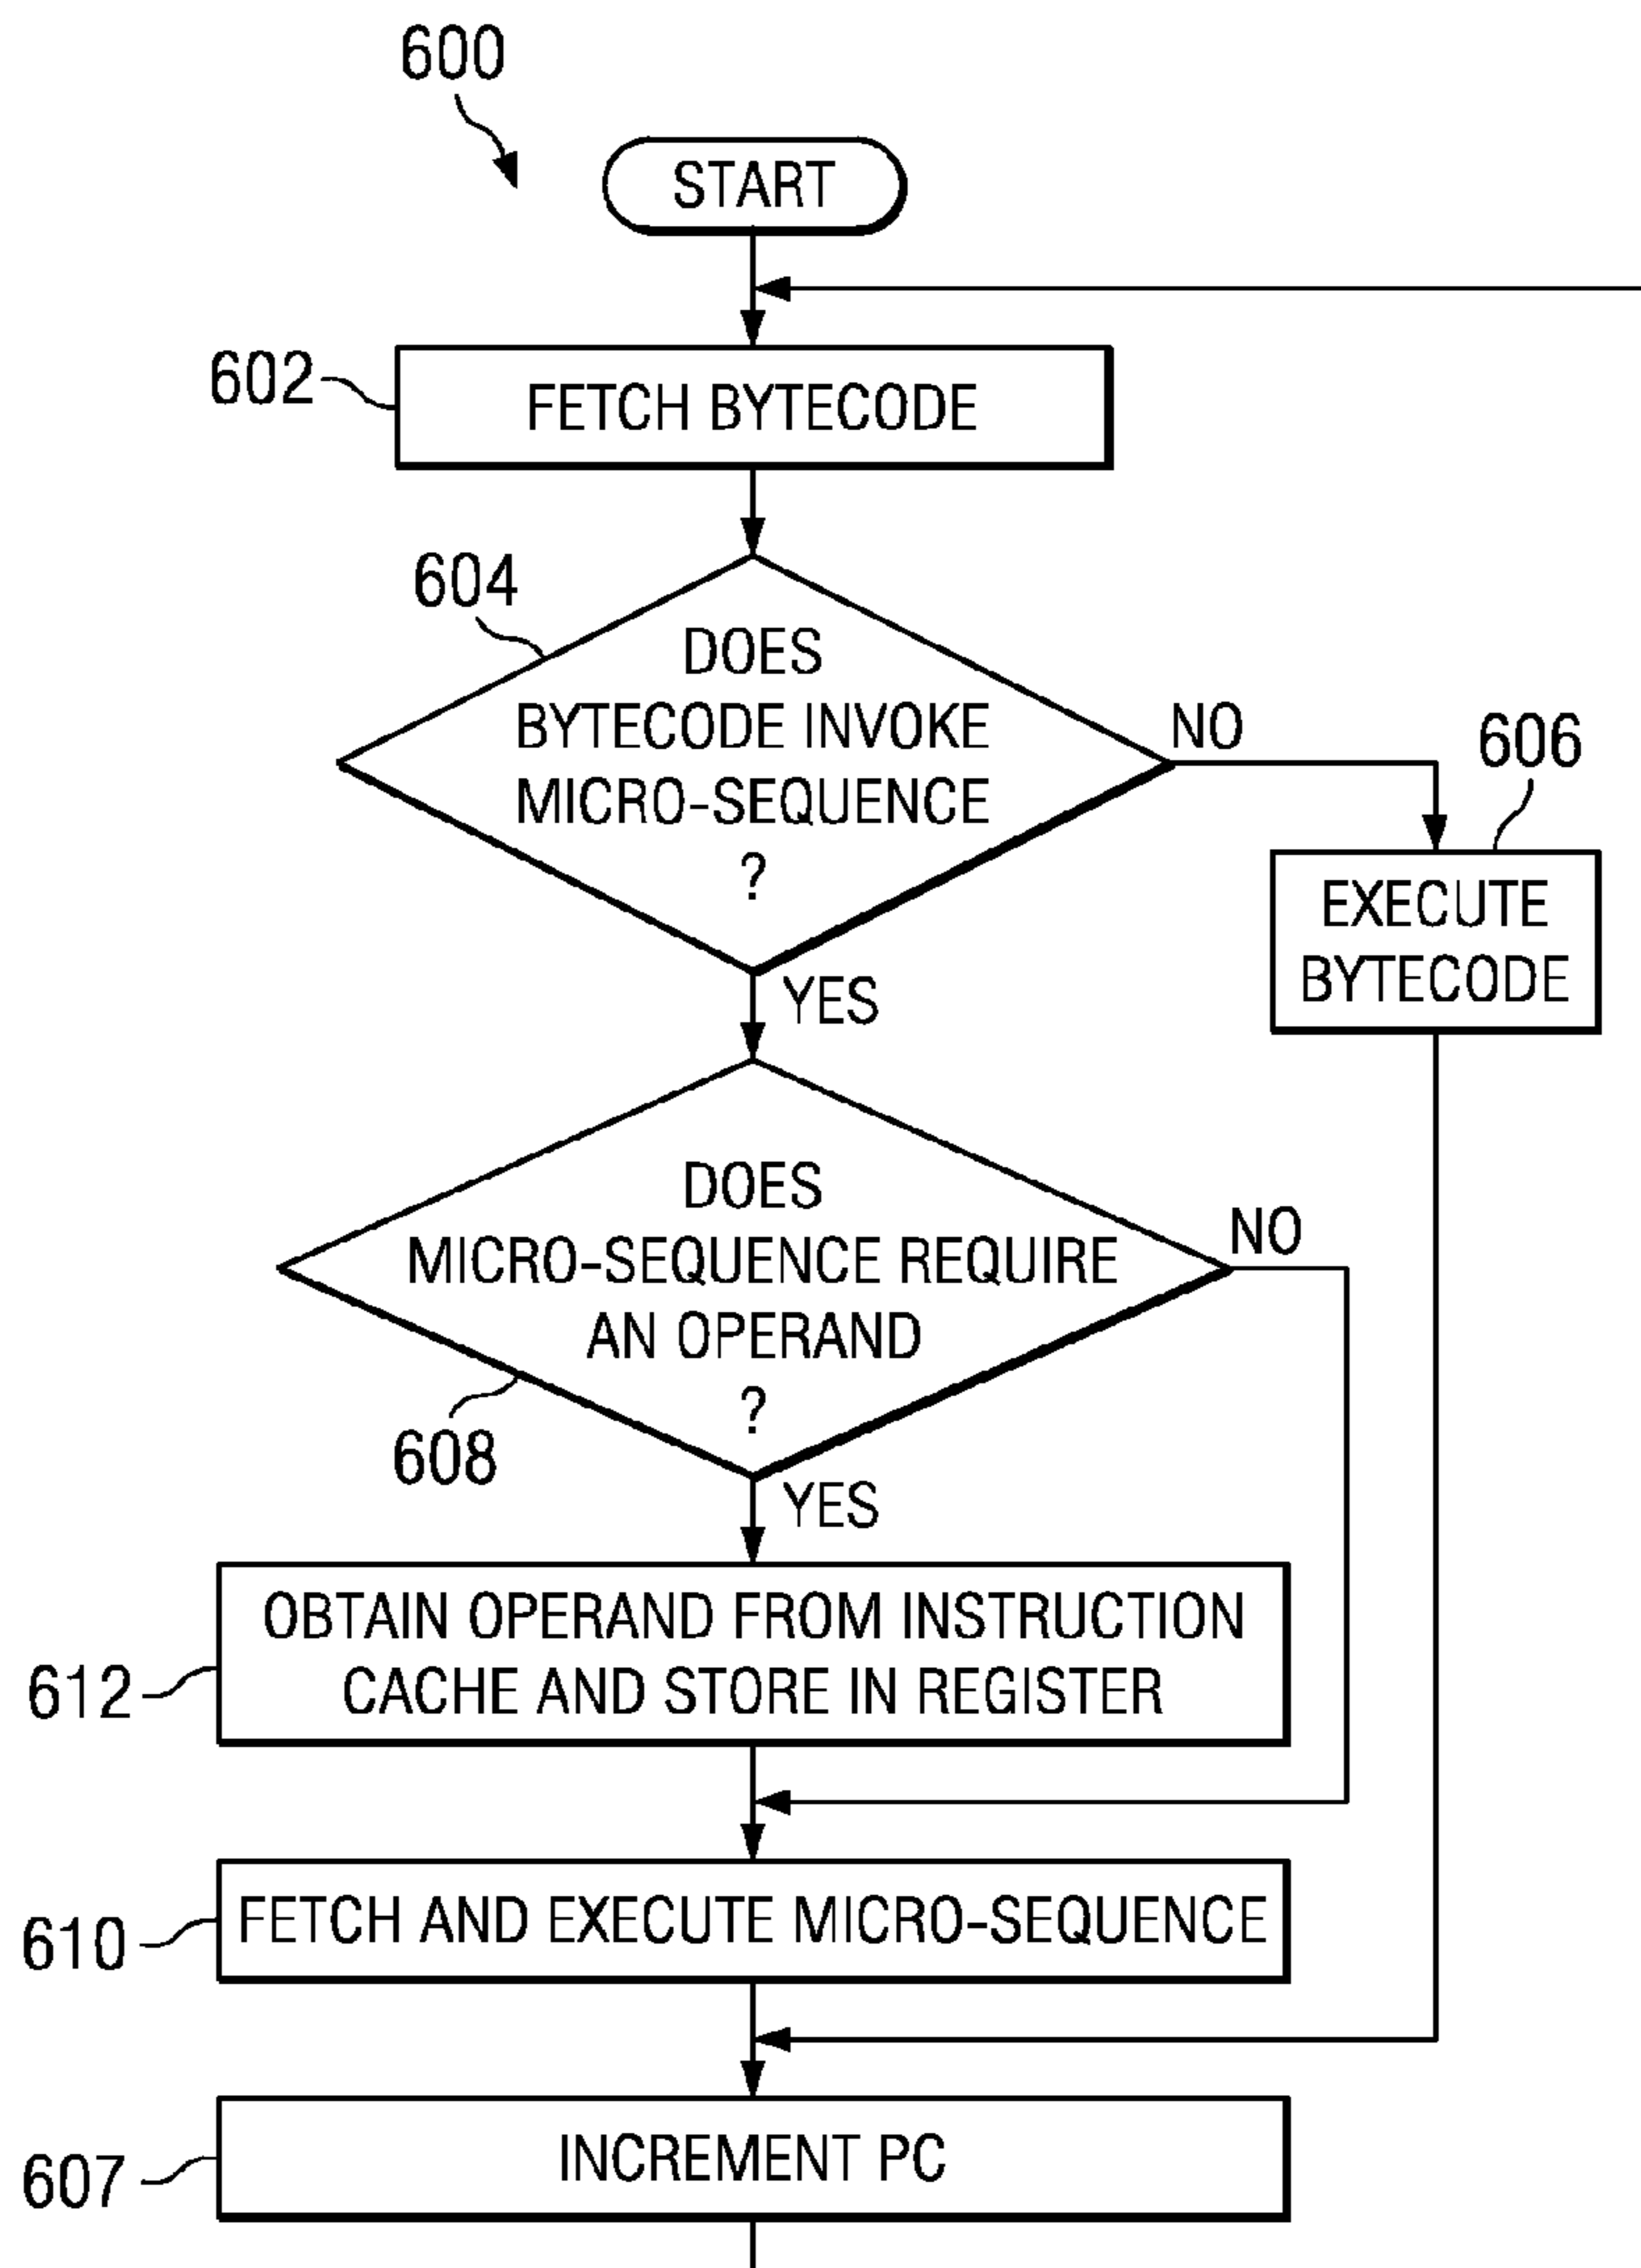 600
START
602
FETCH BYTECODE
604
DOES
BYTECODE INVOKE
MICRO-SEQUENCE
?
NO
606
EXECUTE
BYTECODE
YES
DOES
MICRO-SEQUENCE REQUIRE
AN OPERAND
?
NO
608
YES
OBTAIN OPERAND FROM INSTRUCTION
CACHE AND STORE IN REGISTER
612
FETCH AND EXECUTE MICRO-SEQUENCE
610
INCREMENT PC
607